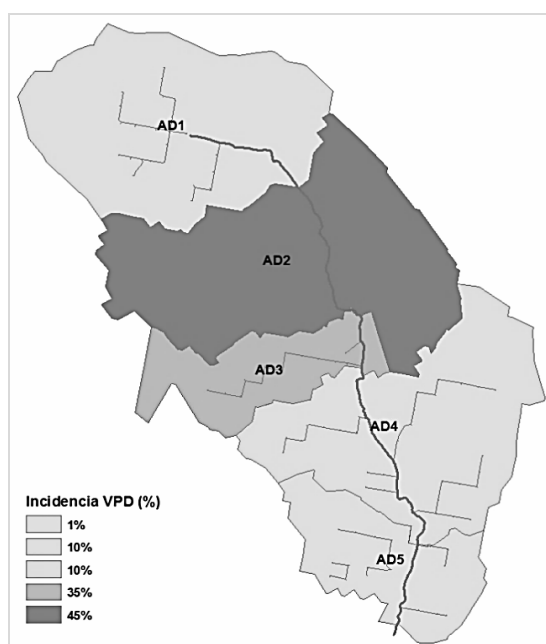 AD1
AD2
AD3
AD4
AD5
Incidencia VPD (%)
1%
10%
10%
35%
45%